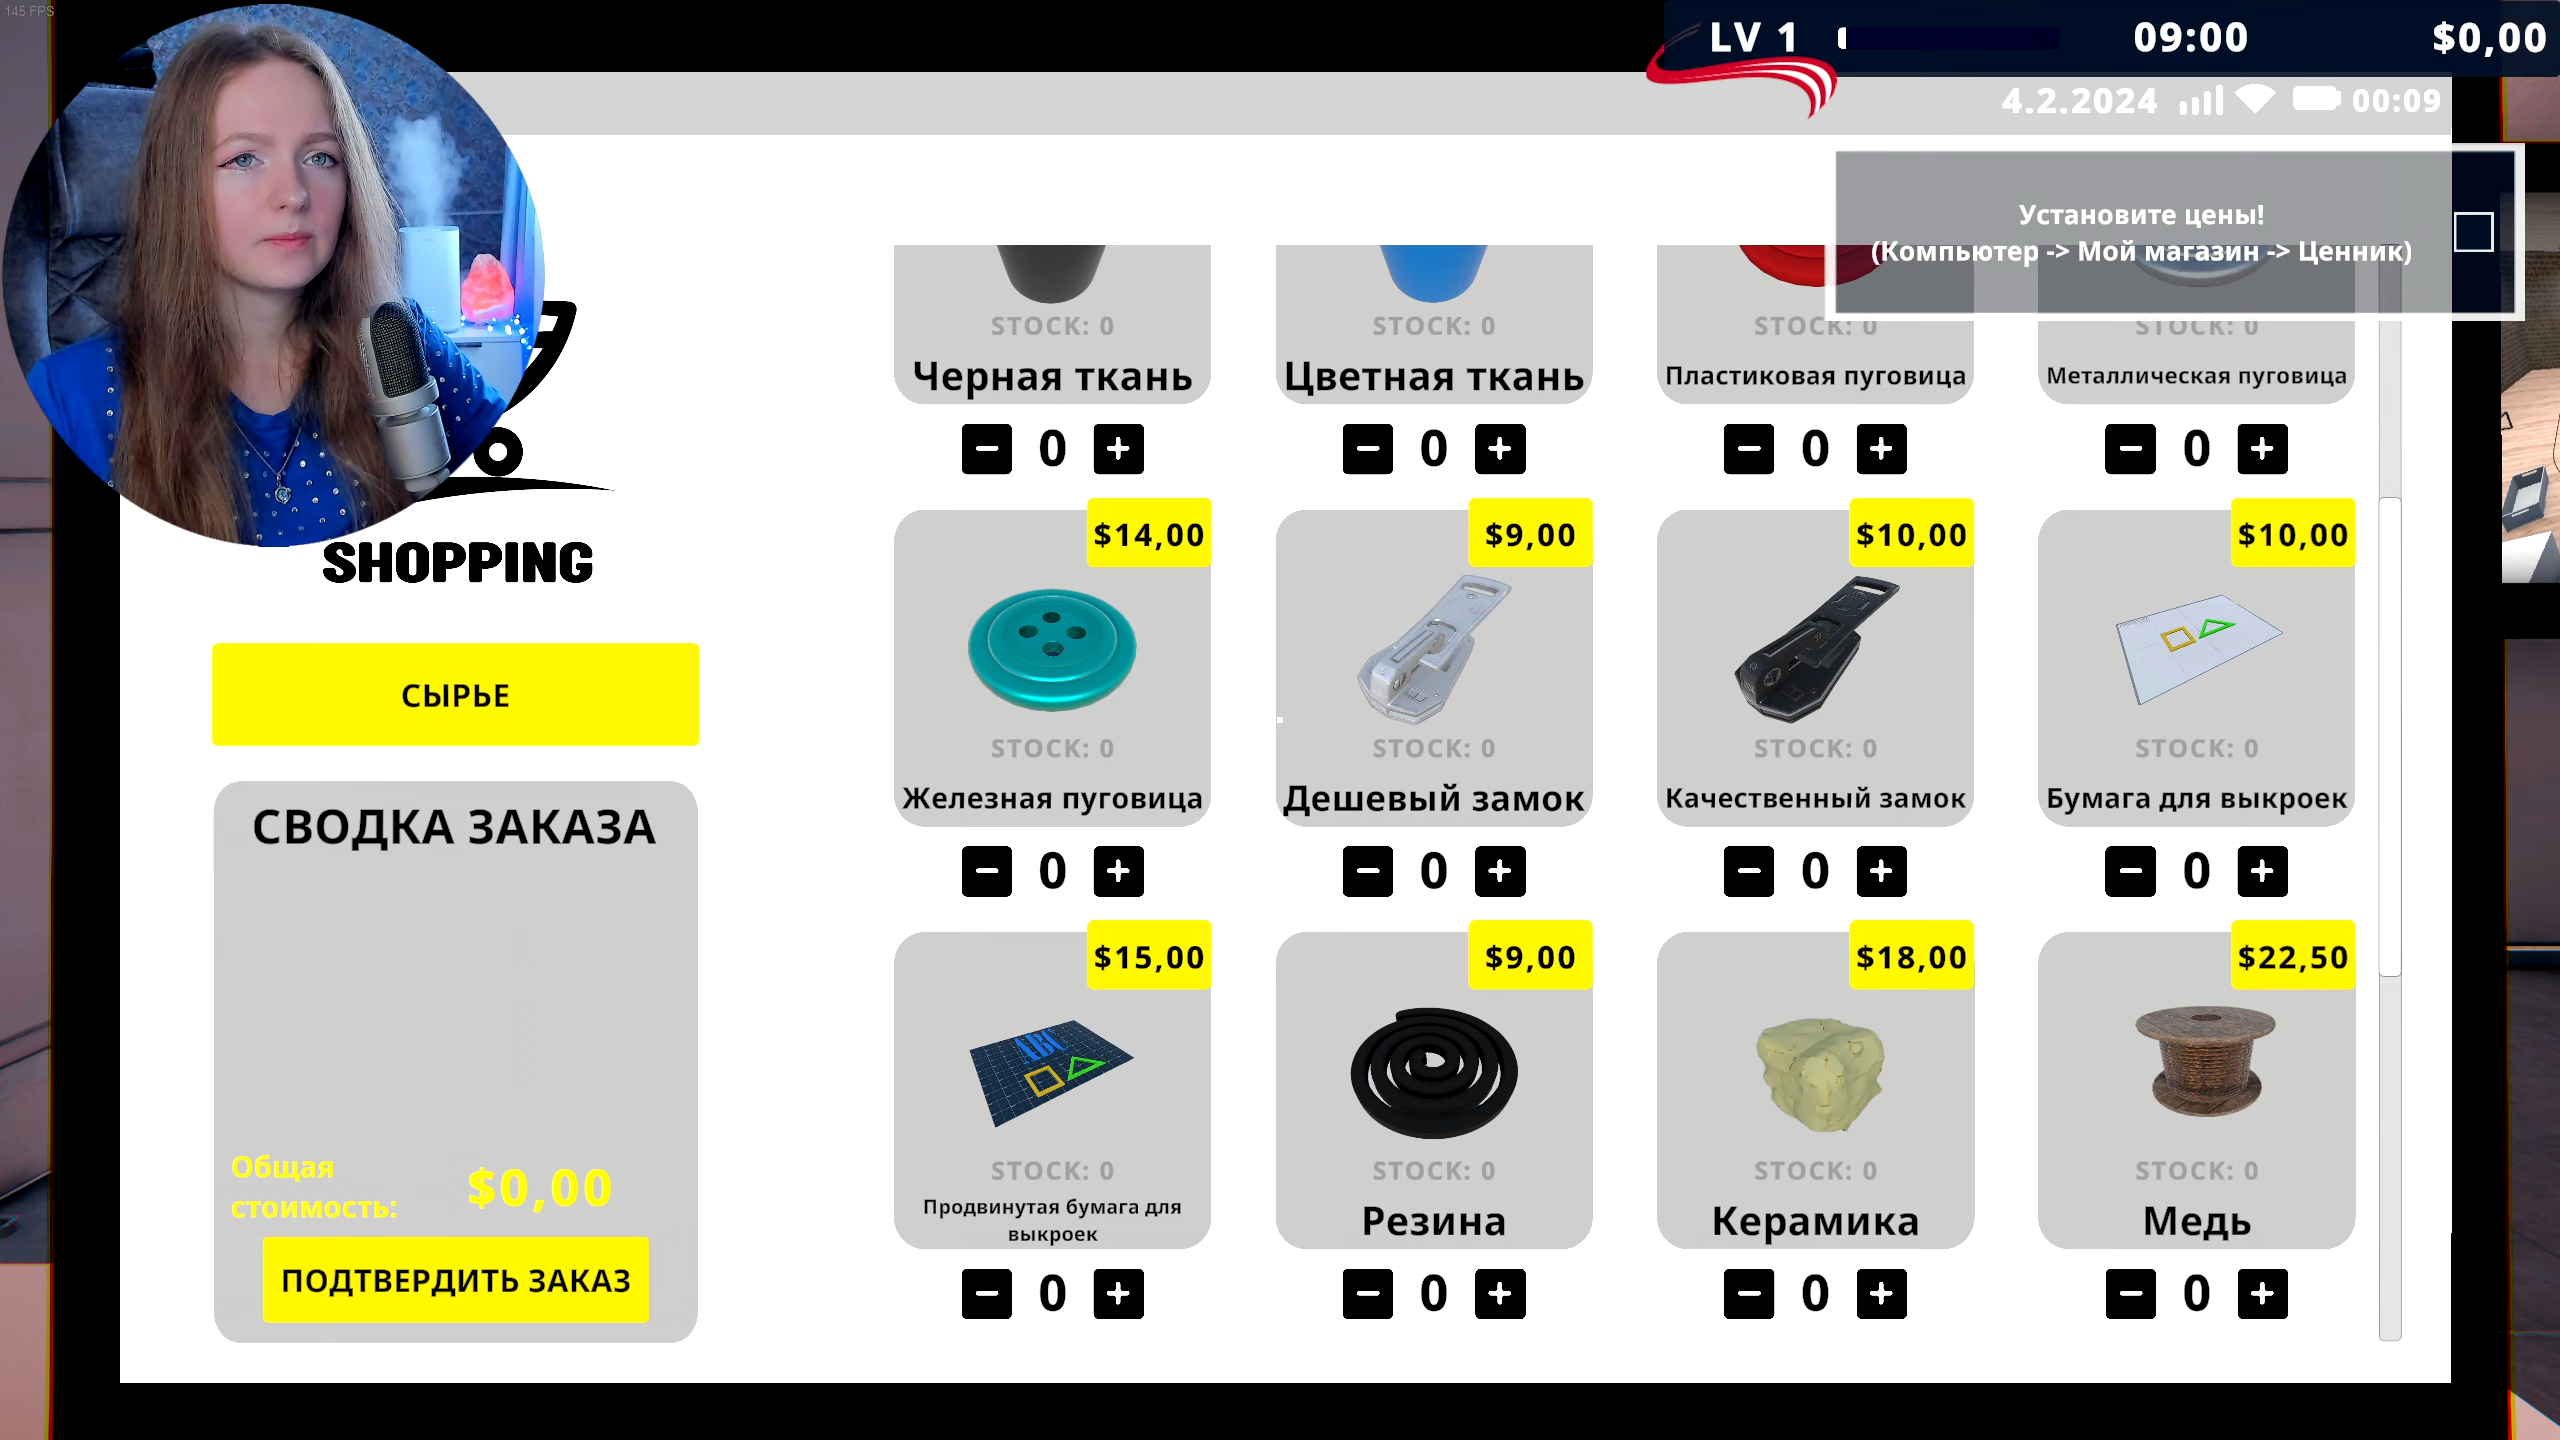 145 FPS
LV 1
09:00
$0,00
4.2.2024
00:09
Установите цены!
(Компьютер -> Мой магазин -> Ценник)
STOCK: 0
STOCK: 0
STOCK: 0
STOCK: 0
Черная ткань
Цветная ткань
Пластиковая пуговица
Металлическая пуговица
- 0 +
- 0 +
- 0 +
- 0 +
SHOPPING
СЫРЬЕ
СВОДКА ЗАКАЗА
Общая
стоимость:
$0,00
ПОДТВЕРДИТЬ ЗАКАЗ
$14,00
$9,00
$10,00
$10,00
STOCK: 0
STOCK: 0
STOCK: 0
STOCK: 0
Железная пуговица
Дешевый замок
Качественный замок
Бумага для выкроек
- 0 +
- 0 +
- 0 +
- 0 +
$15,00
$9,00
$18,00
$22,50
ABC
STOCK: 0
STOCK: 0
STOCK: 0
STOCK: 0
Продвинутая бумага для
выкроек
Резина
Керамика
Медь
- 0 +
- 0 +
- 0 +
- 0 +